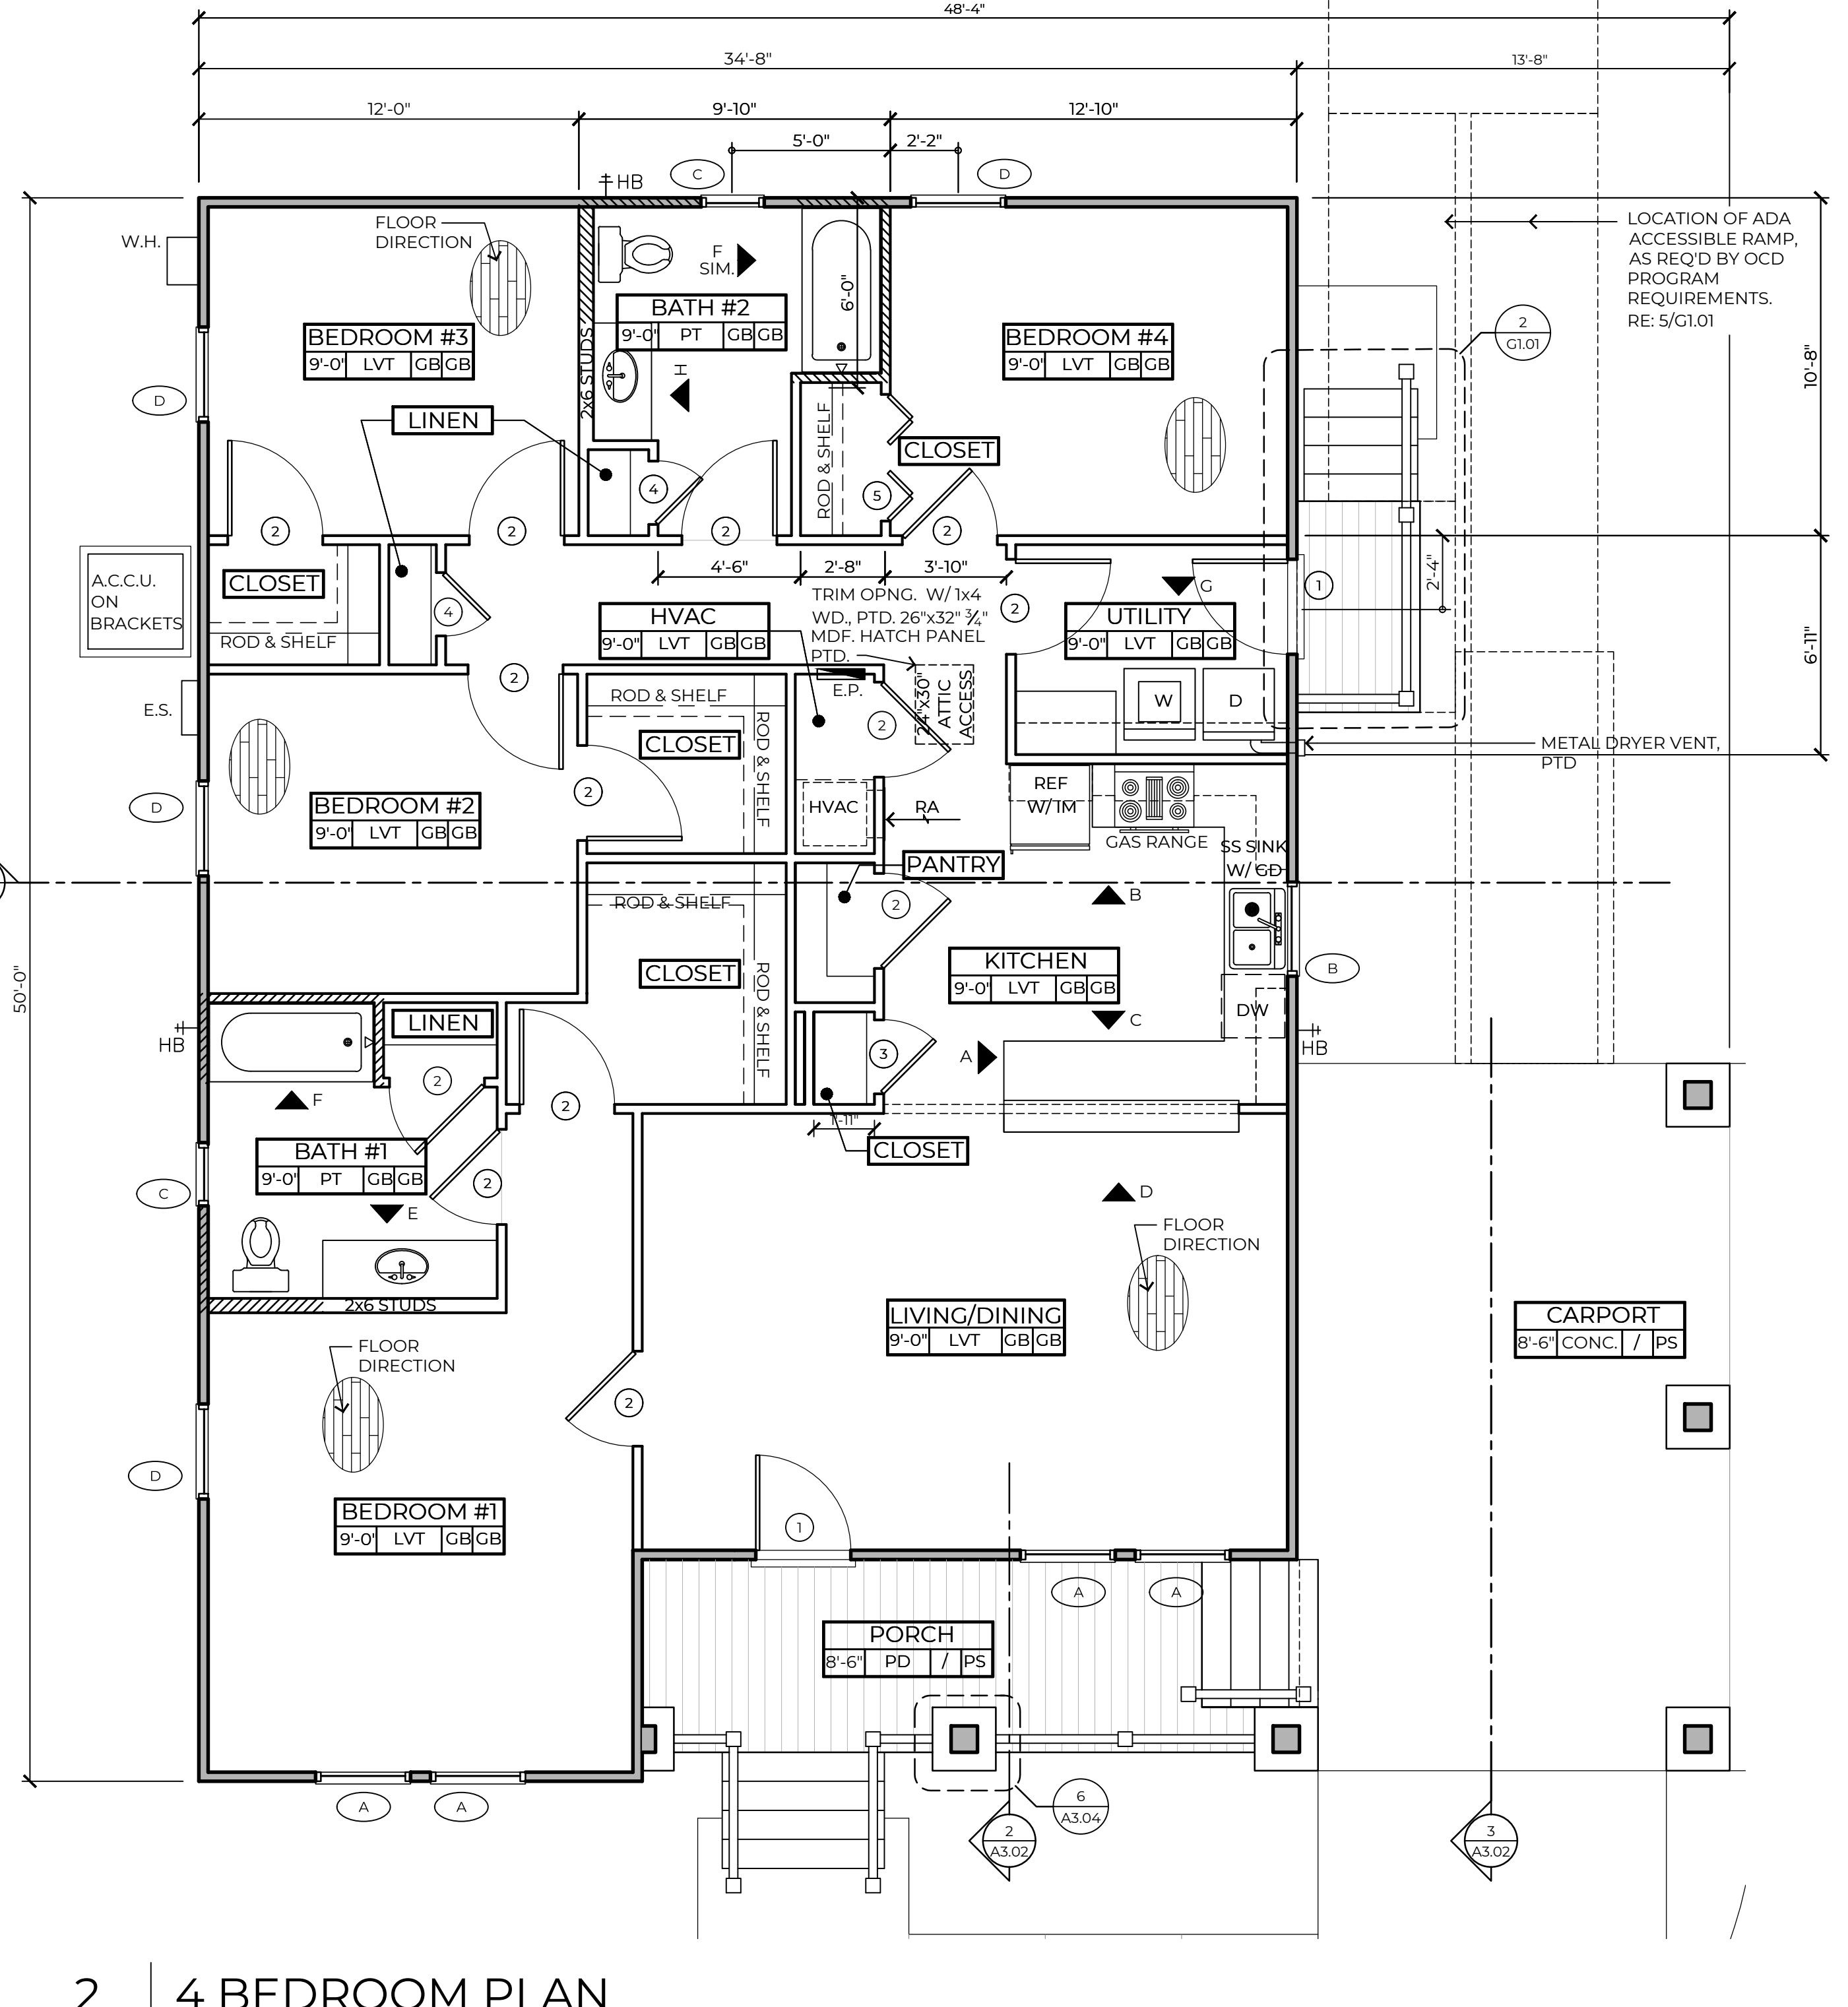 48'-4"
34'-8"
13'-8"
12'-0"
9'-10"
12'-10"
5'-0"
2'-2"
HB
C
D
W.H.
FLOOR
DIRECTION
F
SIM.
6'-0"
LOCATION OF ADA
ACCESSIBLE RAMP,
AS REQ'D BY OCD
PROGRAM
REQUIREMENTS.
RE: 5/G1.01
2
G1.01
BATH #2
9'-0" PT GB GB
BEDROOM #3
9'-0" LVT GB GB
BEDROOM #4
9'-0" LVT GB GB
10'-8"
2x6 STUDS
H
D
LINEN
ROD & SHELF
CLOSET
4
5
2
2
2
2
A.C.C.U.
ON
BRACKETS
CLOSET
ROD & SHELF
4
4'-6"
2'-8"
3'-10"
TRIM OPNG. W/ 1x4
WD., PTD. 26"x32" ¾"
MDF. HATCH PANEL
PTD.
HVAC
9'-0" LVT GB GB
2
G
UTILITY
9'-0" LVT GB GB
1
2'-4"
6'-11"
2
E.S.
ROD & SHELF
ROD & SHELF
CLOSET
E.P.
2
24"x30"
ATTIC
ACCESS
W
D
METAL DRYER VENT,
PTD
D
BEDROOM #2
9'-0" LVT GB GB
2
HVAC
RA
REF
W/ IM
GAS RANGE
SS SINK
W/ GD
PANTRY
2
B
ROD & SHELF
ROD & SHELF
CLOSET
KITCHEN
9'-0" LVT GB GB
B
DW
C
50'-0"
HB
LINEN
A
3
HB
2
2
F
1'-11"
CLOSET
BATH #1
9'-0" PT GB GB
C
2
E
D
FLOOR
DIRECTION
2x6 STUDS
LIVING/DINING
9'-0" LVT GB GB
CARPORT
8'-6" CONC. / PS
FLOOR
DIRECTION
2
D
BEDROOM #1
9'-0" LVT GB GB
1
A
A
PORCH
8'-6" PD / PS
A
A
6
A3.04
2
A3.02
3
A3.02
2
4 BEDROOM PLAN